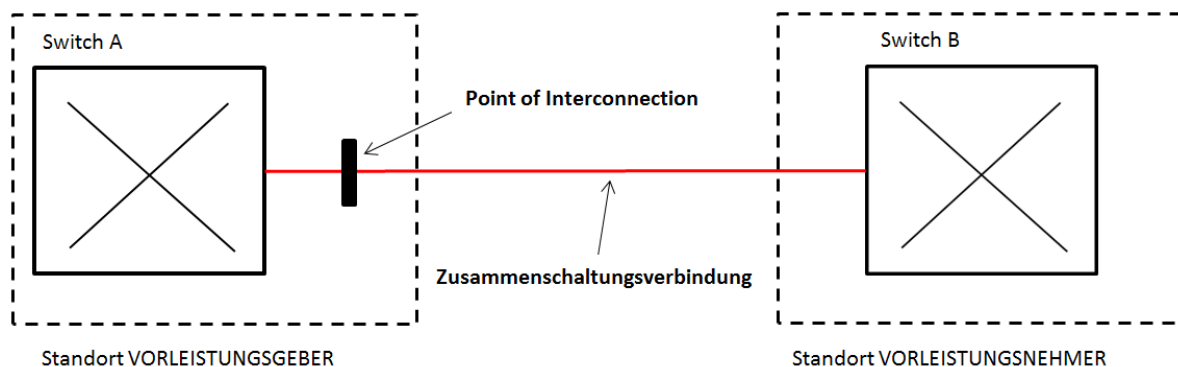 Switch A
Switch B
Point of Interconnection
Zusammenschaltungsverbindung
Standort VORLEISTUNGSGEBER
Standort VORLEISTUNGSNEHMER